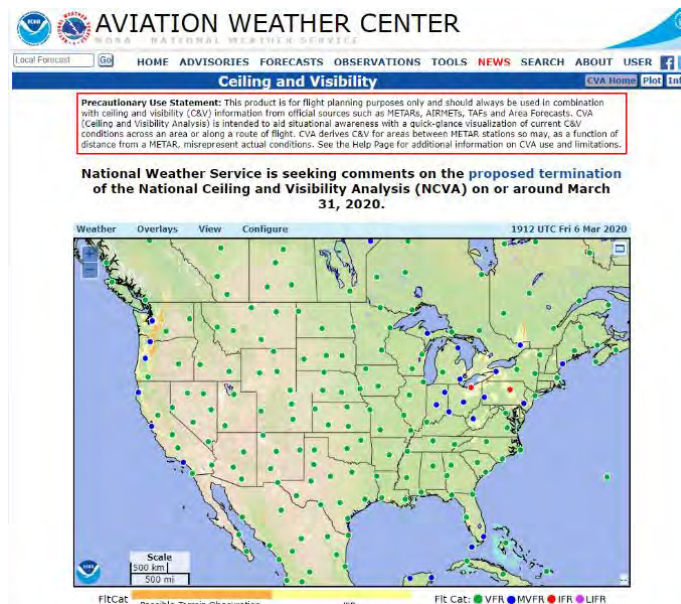 AVIATION WEATHER CENTER
NOAA NATIONAL WEATHER SERVICE
Local Forecast Go HOME ADVISORIES FORECASTS OBSERVATIONS TOOLS NEWS SEARCH ABOUT USER
Ceiling and Visibility CVA Home Plot
Precautionary Use Statement: This product is for flight planning purposes only and should always be used in combination
with ceiling and visibility (C&V) information from official sources such as METARs, AIRMETs, TAFs and Area Forecasts. CVA
(Ceiling and Visibility Analysis) is intended to aid situational awareness with a quick-glance visualization of current C&V
conditions across an area or along a route of flight. CVA derives C&V for areas between METAR stations so may, as a function of
distance from a METAR, misrepresent actual conditions. See the Help Page for additional information on CVA use and limitations.
National Weather Service is seeking comments on the proposed termination
of the National Ceiling and Visibility Analysis (NCVA) on or around March
31, 2020.
Weather Overlays View Configure 1912 UTC Fri 6 Mar 2020
Scale
500 km
500 mi
FltCat Flt Cat: VFR MVFR IFR LIFR